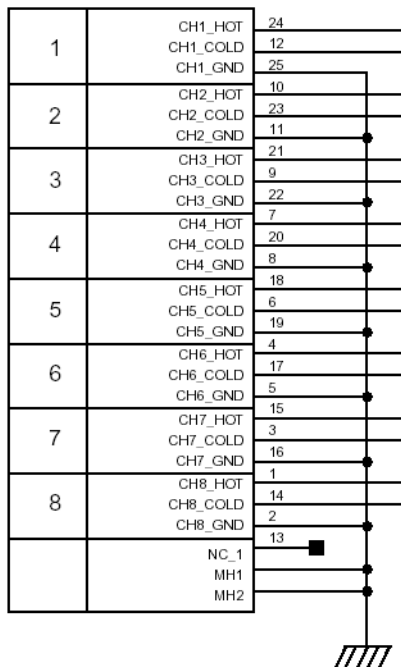 CH1_HOT 24
1 CH1_COLD 12
CH1_GND 25
CH2_HOT 10
2 CH2_COLD 23
CH2_GND 11
CH3_HOT 21
3 CH3_COLD 9
CH3_GND 22
CH4_HOT 7
4 CH4_COLD 20
CH4_GND 8
CH5_HOT 18
5 CH5_COLD 6
CH5_GND 19
CH6_HOT 4
6 CH6_COLD 17
CH6_GND 5
CH7_HOT 15
7 CH7_COLD 3
CH7_GND 16
CH8_HOT 1
8 CH8_COLD 14
CH8_GND 2
NC_1 13
MH1
MH2